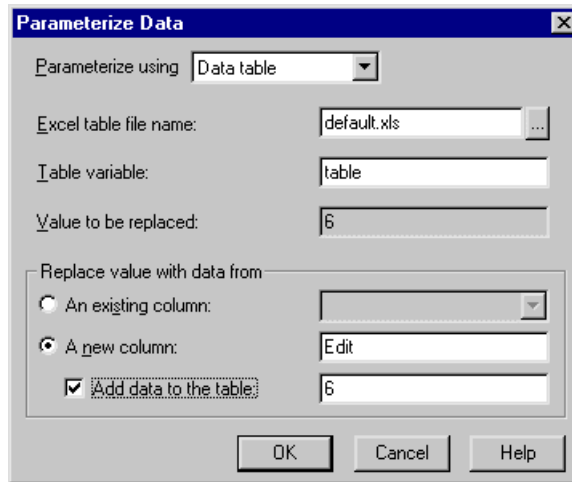 Parameterize Data
Parameterize using Data table
Excel table file name: default.xls ...
Table variable: table
Value to be replaced: 6
Replace value with data from
An existing column:
A new column: Edit
Add data to the table: 6
OK Cancel Help